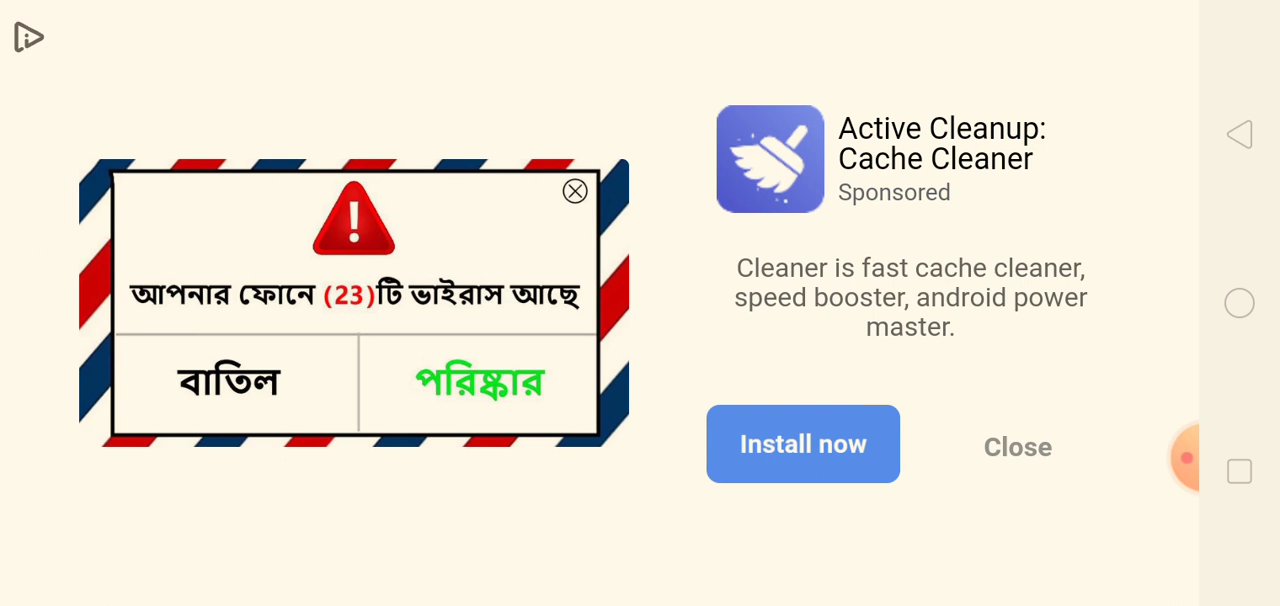 আপনার ফোনে (23)টি ভাইরাস আছে
বাতিল
পরিষ্কার
Active Cleanup:
Cache Cleaner
Sponsored
Cleaner is fast cache cleaner,
speed booster, android power
master.
Install now
Close